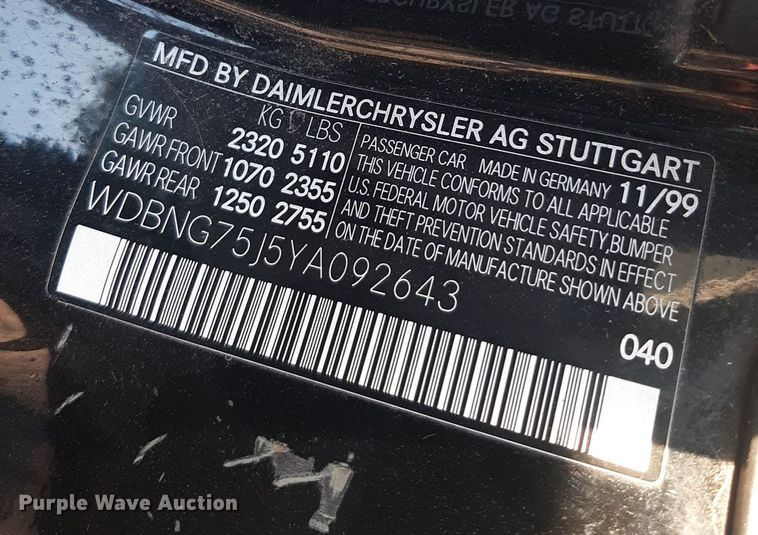 MFD BY DAIMLERCHRYSLER AG STUTTGART
KG LBS
GVWR 2320 5110
GAWR FRONT 1070 2355
GAWR REAR 1250 2755
PASSENGER CAR MADE IN GERMANY 11/99
THIS VEHICLE CONFORMS TO ALL APPLICABLE
U.S. FEDERAL MOTOR VEHICLE SAFETY, BUMPER
AND THEFT PREVENTION STANDARDS IN EFFECT
ON THE DATE OF MANUFACTURE SHOWN ABOVE
WDBNG75J5YA092643
040
Purple Wave Auction